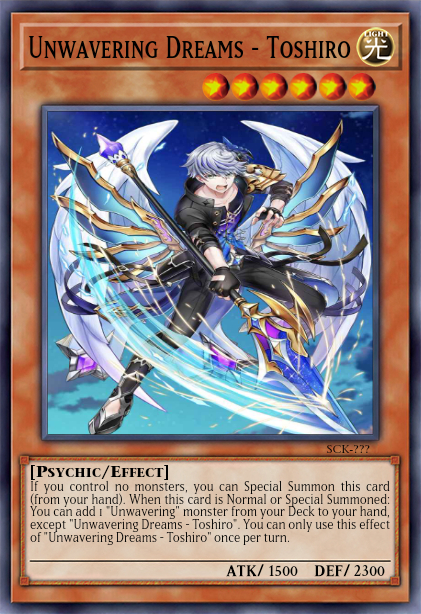 Unwavering Dreams - Toshiro
LIGHT
光
SCK-???
[Psychic/Effect]
If you control no monsters, you can Special Summon this card
(from your hand). When this card is Normal or Special Summoned:
You can add 1 "Unwavering" monster from your Deck to your hand,
except "Unwavering Dreams - Toshiro". You can only use this effect
of "Unwavering Dreams - Toshiro" once per turn.
ATK/ 1500 DEF/ 2300